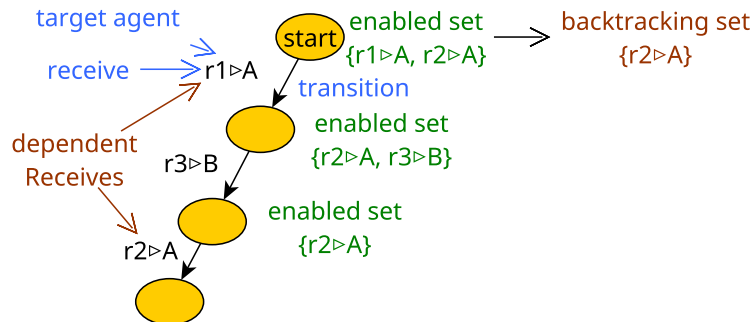 target agent
receive
r1▹A
start
enabled set
{r1▹A, r2▹A}
backtracking set
{r2▹A}
transition
enabled set
{r2▹A, r3▹B}
dependent
Receives
r3▹B
enabled set
{r2▹A}
r2▹A